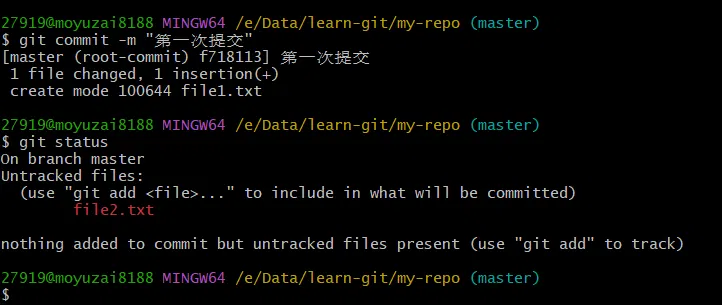 27919@moyuzai8188 MINGW64 /e/Data/learn-git/my-repo (master)
$ git commit -m "第一次提交"
[master (root-commit) f718113] 第一次提交
 1 file changed, 1 insertion(+)
 create mode 100644 file1.txt
27919@moyuzai8188 MINGW64 /e/Data/learn-git/my-repo (master)
$ git status
On branch master
Untracked files:
  (use "git add <file>..." to include in what will be committed)
        file2.txt
nothing added to commit but untracked files present (use "git add" to track)
27919@moyuzai8188 MINGW64 /e/Data/learn-git/my-repo (master)
$